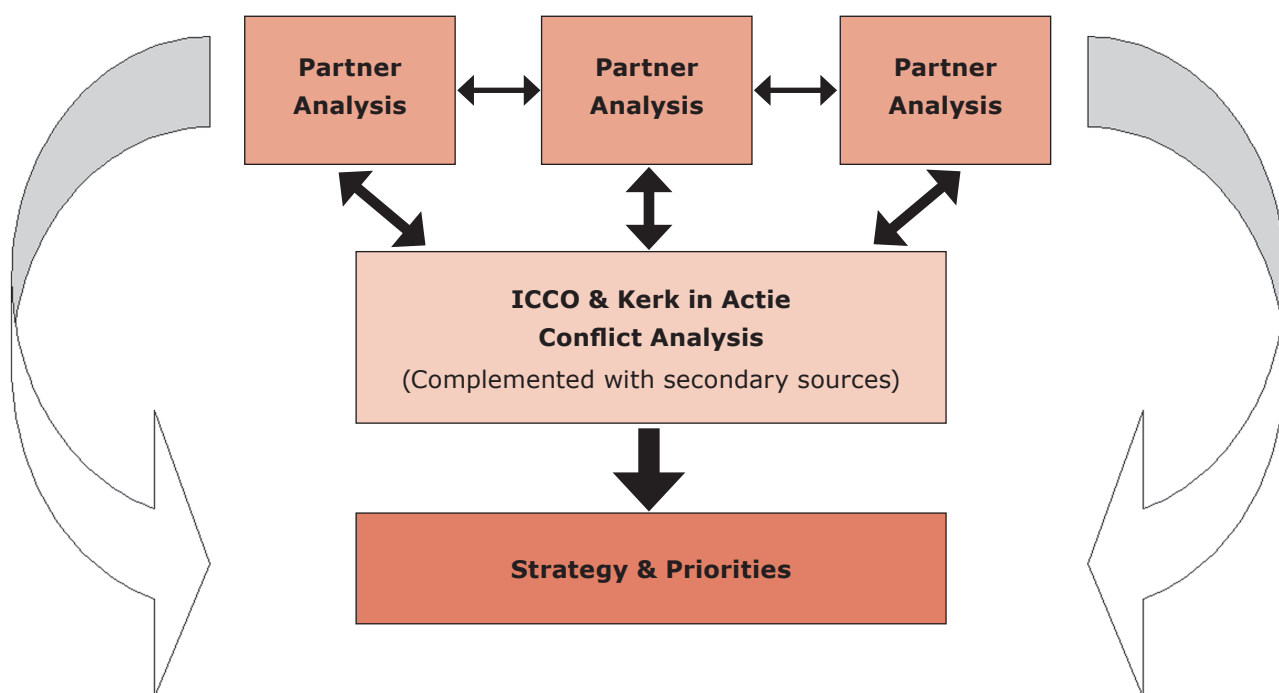 Partner
Analysis
Partner
Analysis
Partner
Analysis
ICCO & Kerk in Actie
Conflict Analysis
(Complemented with secondary sources)
Strategy & Priorities